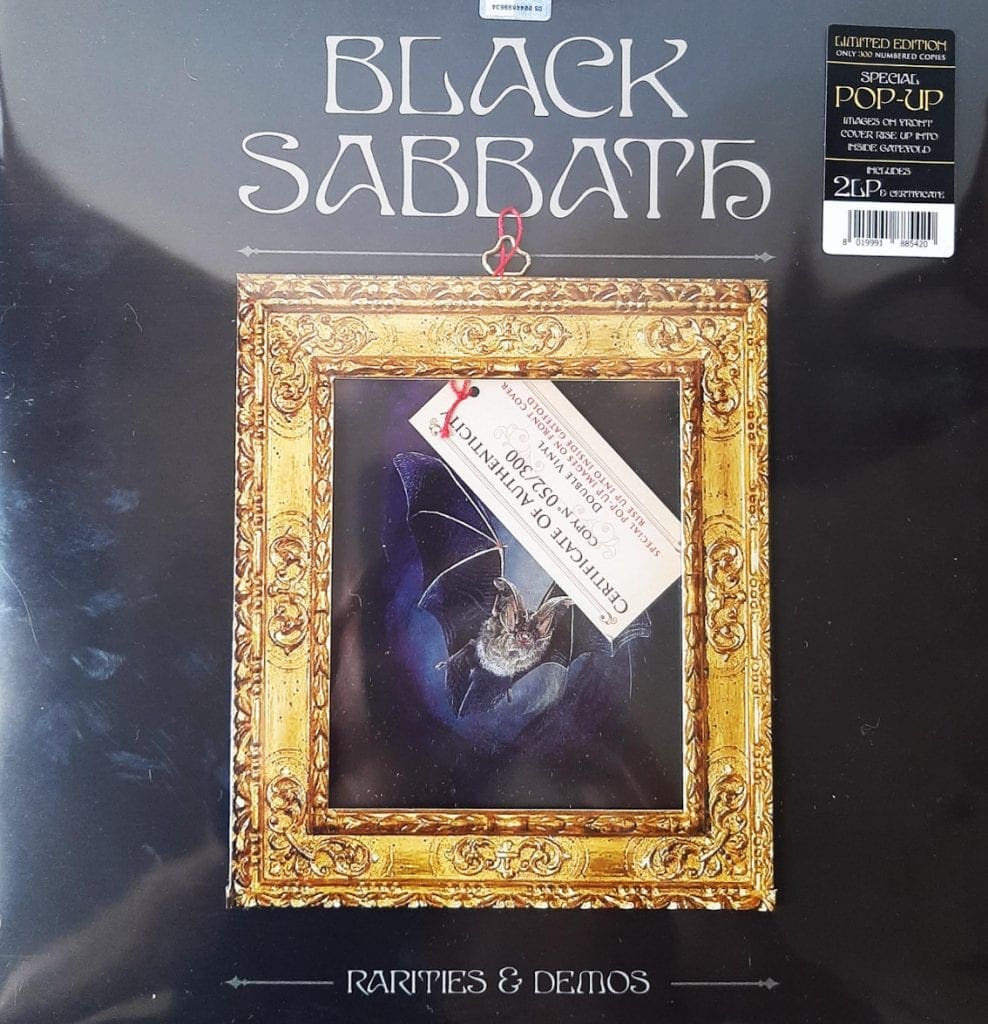 BLACK
SABBATH
LIMITED EDITION
ONLY 300 NUMBERED COPIES
SPECIAL
POP-UP
IMAGES ON FRONT
COVER RISE UP INTO
INSIDE GATEFOLD
INCLUDES
2LP & CERTIFICATE
8 019991 885420
CERTIFICATE OF AUTHENTICITY
COPY N° 052/300
DOUBLE VINYL
SPECIAL POP-UP IMAGES ON FRONT COVER
RISE UP INTO INSIDE GATEFOLD
RARITIES & DEMOS